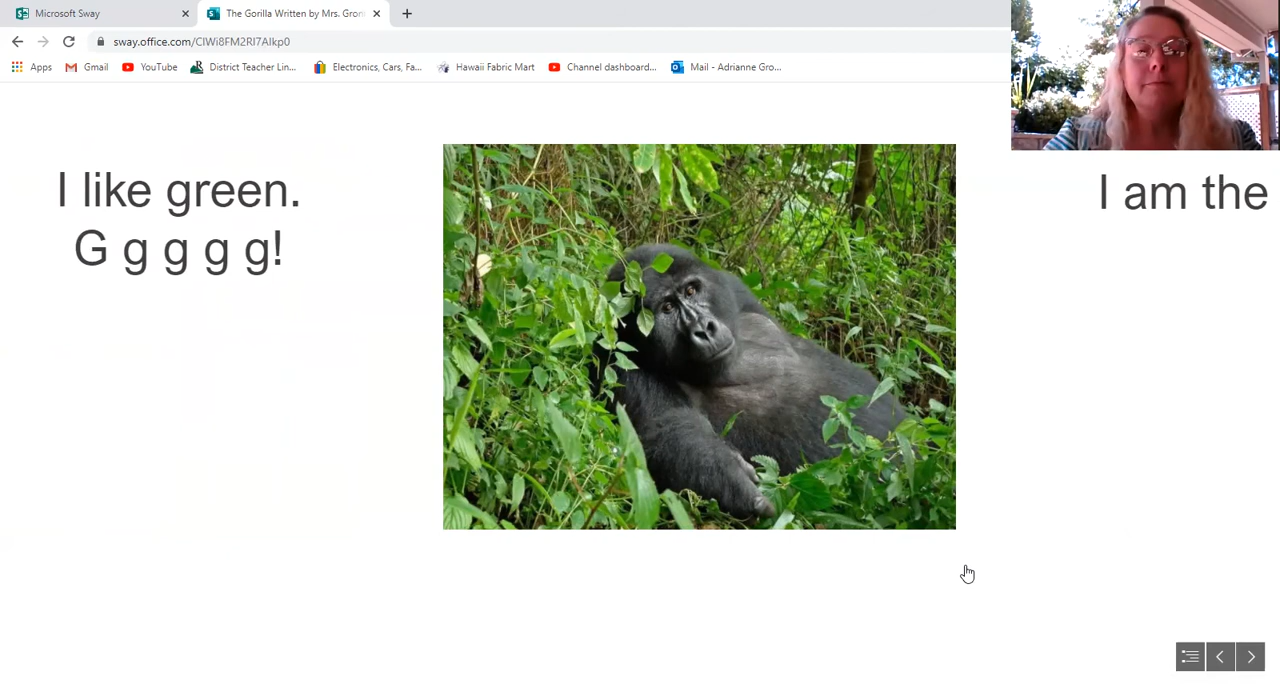 Microsoft Sway
The Gorilla Written by Mrs. Gron
sway.office.com/ClWi8FM2Rl7Alkp0
Apps
Gmail
YouTube
District Teacher Lin...
Electronics, Cars, Fa...
Hawaii Fabric Mart
Channel dashboard...
Mail - Adrianne Gro...
I like green.
G g g g g!
I am the